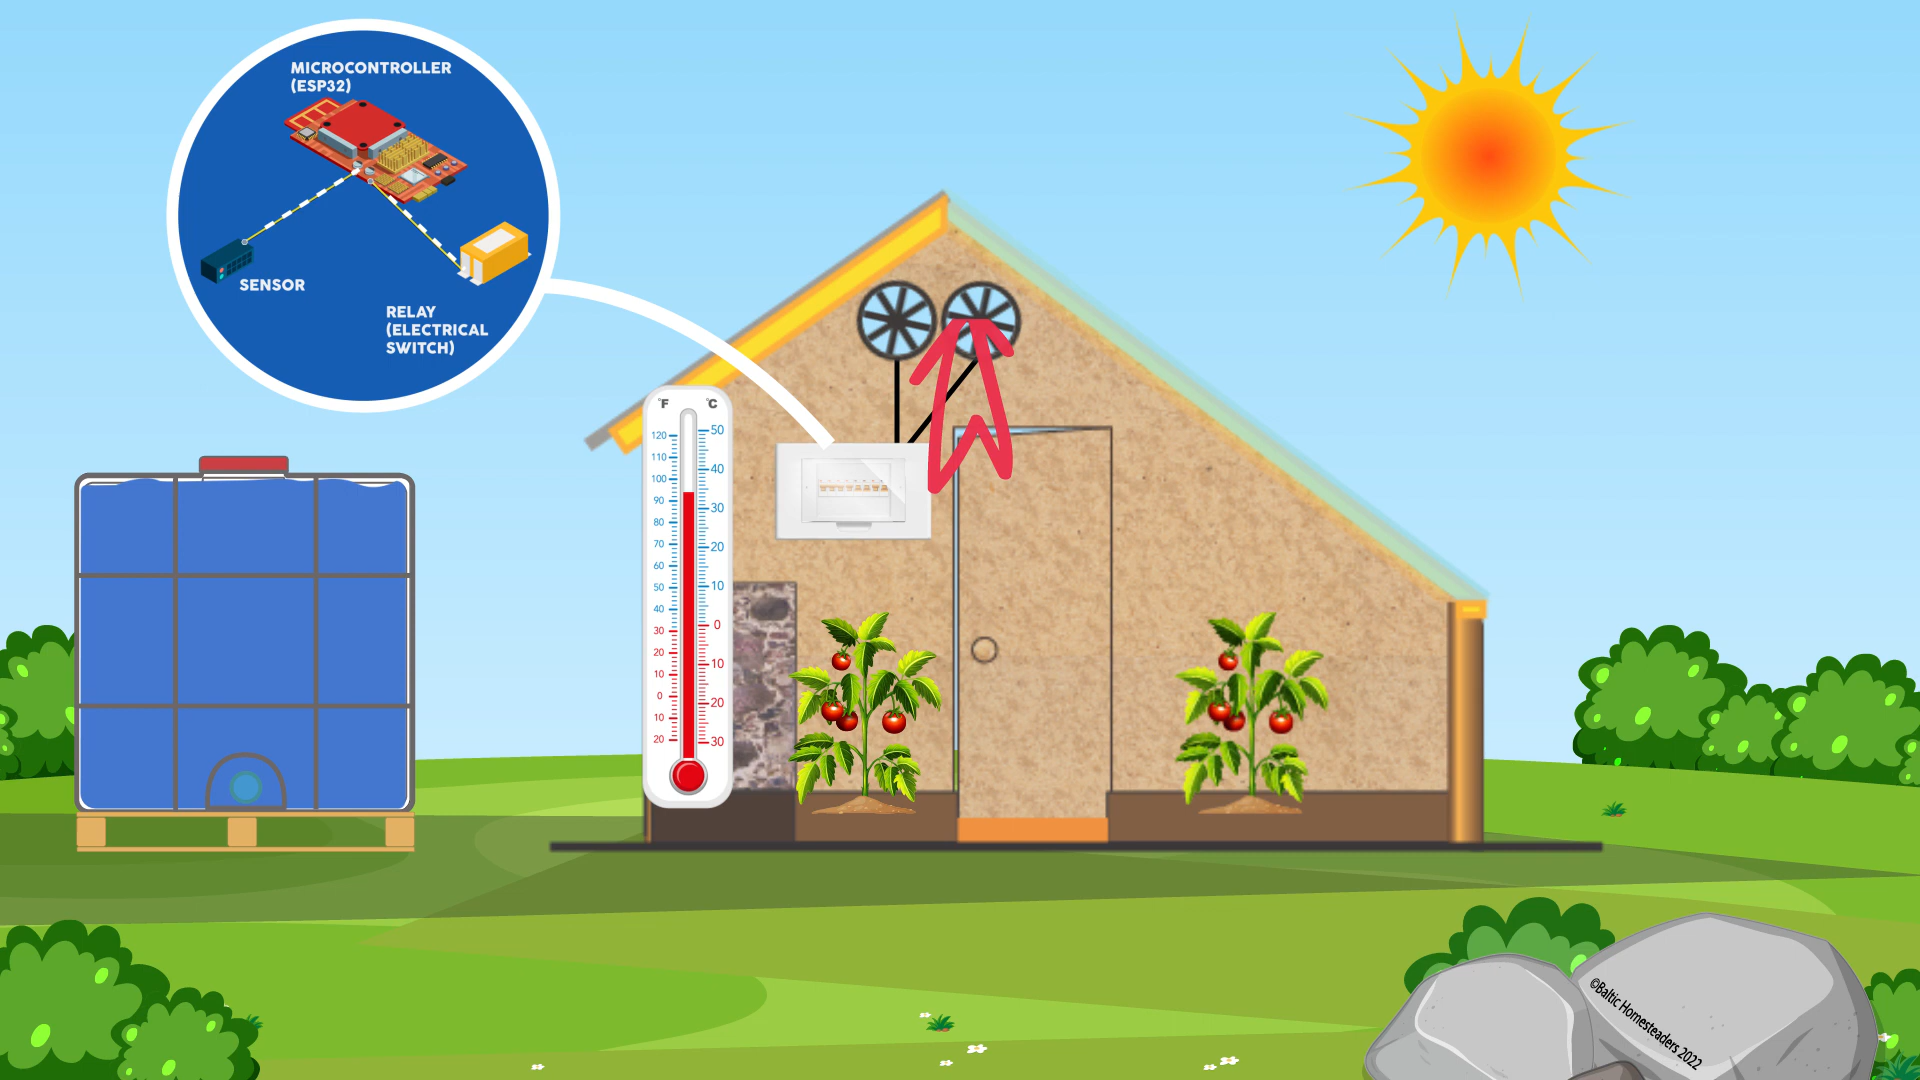 MICROCONTROLLER
(ESP32)
SENSOR
RELAY
(ELECTRICAL
SWITCH)
°F °C
120 50
110
100 40
90
80 30
70 20
60
50 10
40
30 0
20
10 10
0 20
10
20 30
©Baltic Homesteaders 2022